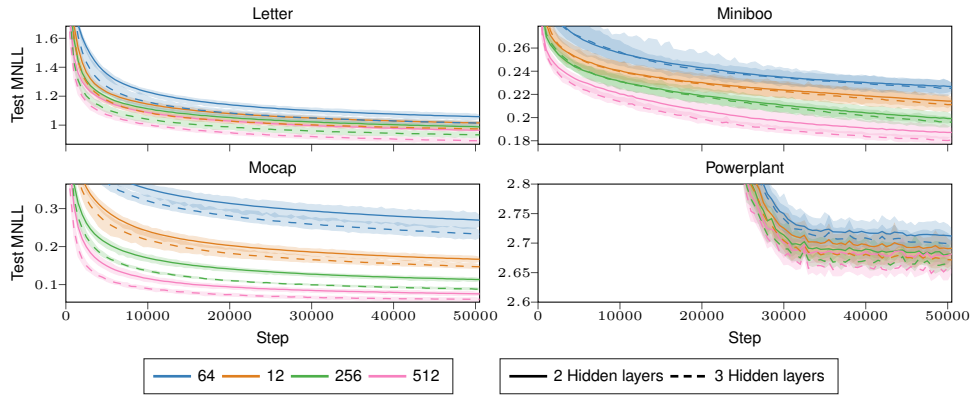 Letter
Miniboo
Test MNLL
1.6
1.4
1.2
1
0.26
0.24
0.22
0.2
0.18
Mocap
Powerplant
Test MNLL
0.3
0.2
0.1
2.8
2.75
2.7
2.65
2.6
0 10000 20000 30000 40000 50000
0 10000 20000 30000 40000 50000
Step
Step
64 12 256 512
2 Hidden layers 3 Hidden layers